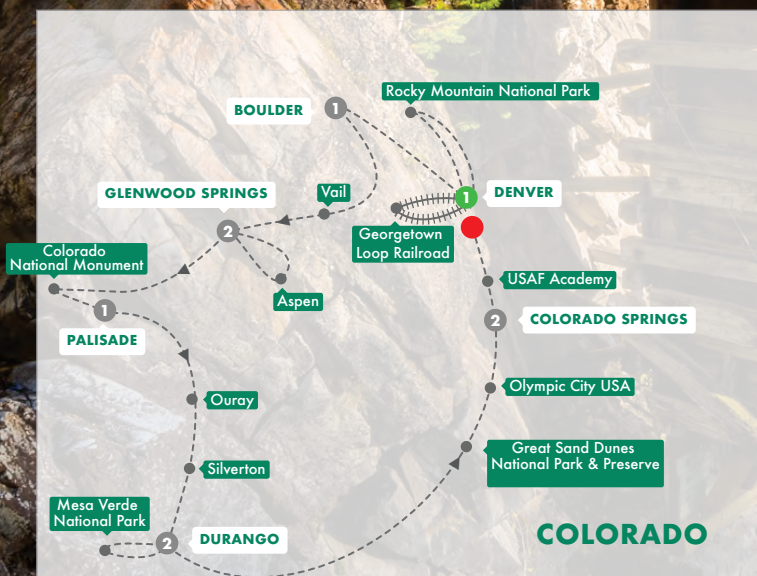 Rocky Mountain National Park
BOULDER
1
GLENWOOD SPRINGS
Vail
1
DENVER
2
Georgetown
Loop Railroad
Colorado
National Monument
USAF Academy
Aspen
1
2
COLORADO SPRINGS
PALISADE
Olympic City USA
Ouray
Great Sand Dunes
National Park & Preserve
Silverton
Mesa Verde
National Park
2
DURANGO
COLORADO